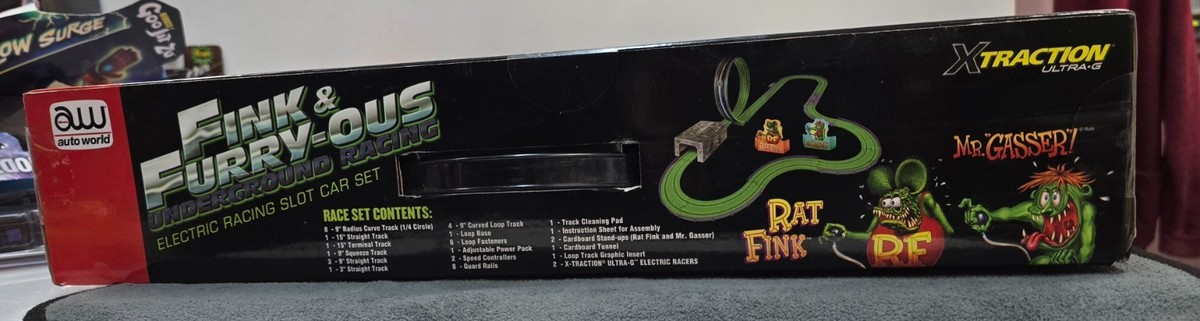 OW SURGE
GooJitZu
aw
auto world
FINK &
FURRY-OUS
UNDERGROUND RACING
ELECTRIC RACING SLOT CAR SET
RACE SET CONTENTS:
8 - 9" Radius Curve Track (1/4 Circle)
1 - 15" Straight Track
1 - 15" Terminal Track
1 - 9" Squeeze Track
3 - 9" Straight Track
1 - 3" Straight Track
4 - 9" Curved Loop Track
1 - Loop Base
6 - Loop Fasteners
1 - Adjustable Power Pack
2 - Speed Controllers
8 - Guard Rails
1 - Track Cleaning Pad
1 - Instruction Sheet for Assembly
2 - Cardboard Stand-ups (Rat Fink and Mr. Gasser)
1 - Cardboard Tunnel
1 - Loop Track Graphic Insert
2 - X-TRACTION® ULTRA-G™ ELECTRIC RACERS
XTRACTION
ULTRA-G
RAT
FINK
RF
MR. "GASSER"!